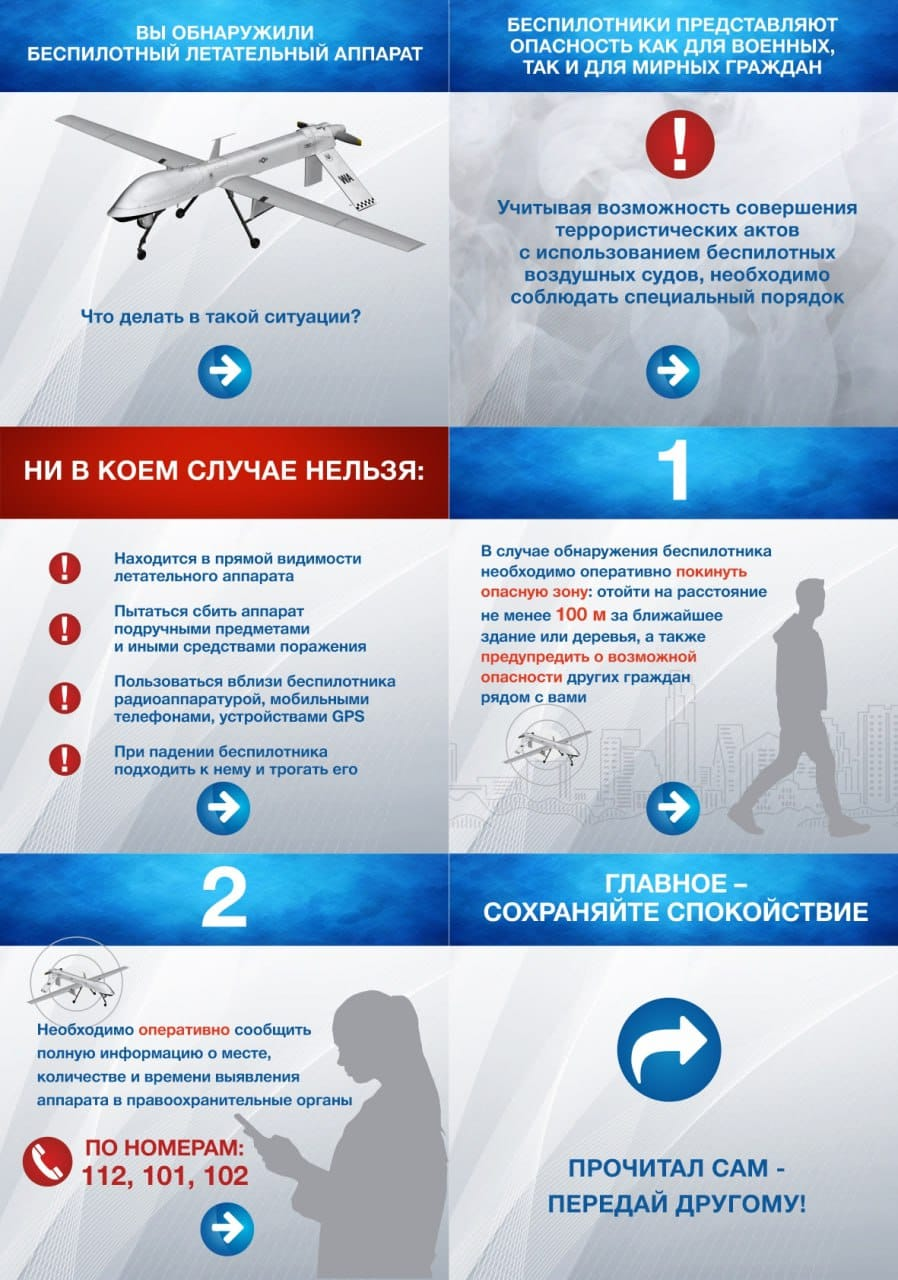 ВЫ ОБНАРУЖИЛИ
БЕСПИЛОТНЫЙ ЛЕТАТЕЛЬНЫЙ АППАРАТ
WA
Что делать в такой ситуации?
БЕСПИЛОТНИКИ ПРЕДСТАВЛЯЮТ
ОПАСНОСТЬ КАК ДЛЯ ВОЕННЫХ,
ТАК И ДЛЯ МИРНЫХ ГРАЖДАН
!
Учитывая возможность совершения
террористических актов
с использованием беспилотных
воздушных судов, необходимо
соблюдать специальный порядок
НИ В КОЕМ СЛУЧАЕ НЕЛЬЗЯ:
! Находится в прямой видимости
летательного аппарата
! Пытаться сбить аппарат
подручными предметами
и иными средствами поражения
! Пользоваться вблизи беспилотника
радиоаппаратурой, мобильными
телефонами, устройствами GPS
! При падении беспилотника
подходить к нему и трогать его
1
В случае обнаружения беспилотника
необходимо оперативно покинуть
опасную зону: отойти на расстояние
не менее 100 м за ближайшее
здание или деревья, а также
предупредить о возможной
опасности других граждан
рядом с вами
2
Необходимо оперативно сообщить
полную информацию о месте,
количестве и времени выявления
аппарата в правоохранительные органы
ПО НОМЕРАМ:
112, 101, 102
ГЛАВНОЕ –
СОХРАНЯЙТЕ СПОКОЙСТВИЕ
ПРОЧИТАЛ САМ -
ПЕРЕДАЙ ДРУГОМУ!